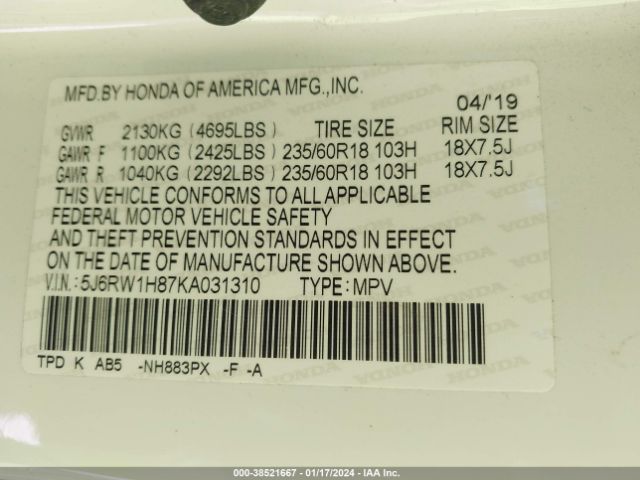 MFD.BY HONDA OF AMERICA MFG.,INC.
04/'19
GVWR 2130KG (4695LBS) TIRE SIZE RIM SIZE
GAWR F 1100KG (2425LBS) 235/60R18 103H 18X7.5J
GAWR R 1040KG (2292LBS) 235/60R18 103H 18X7.5J
THIS VEHICLE CONFORMS TO ALL APPLICABLE
FEDERAL MOTOR VEHICLE SAFETY
AND THEFT PREVENTION STANDARDS IN EFFECT
ON THE DATE OF MANUFACTURE SHOWN ABOVE.
V.I.N.: 5J6RW1H87KA031310 TYPE: MPV
TPD K AB5 -NH883PX -F -A
000-38521667 - 01/17/2024 - IAA Inc.